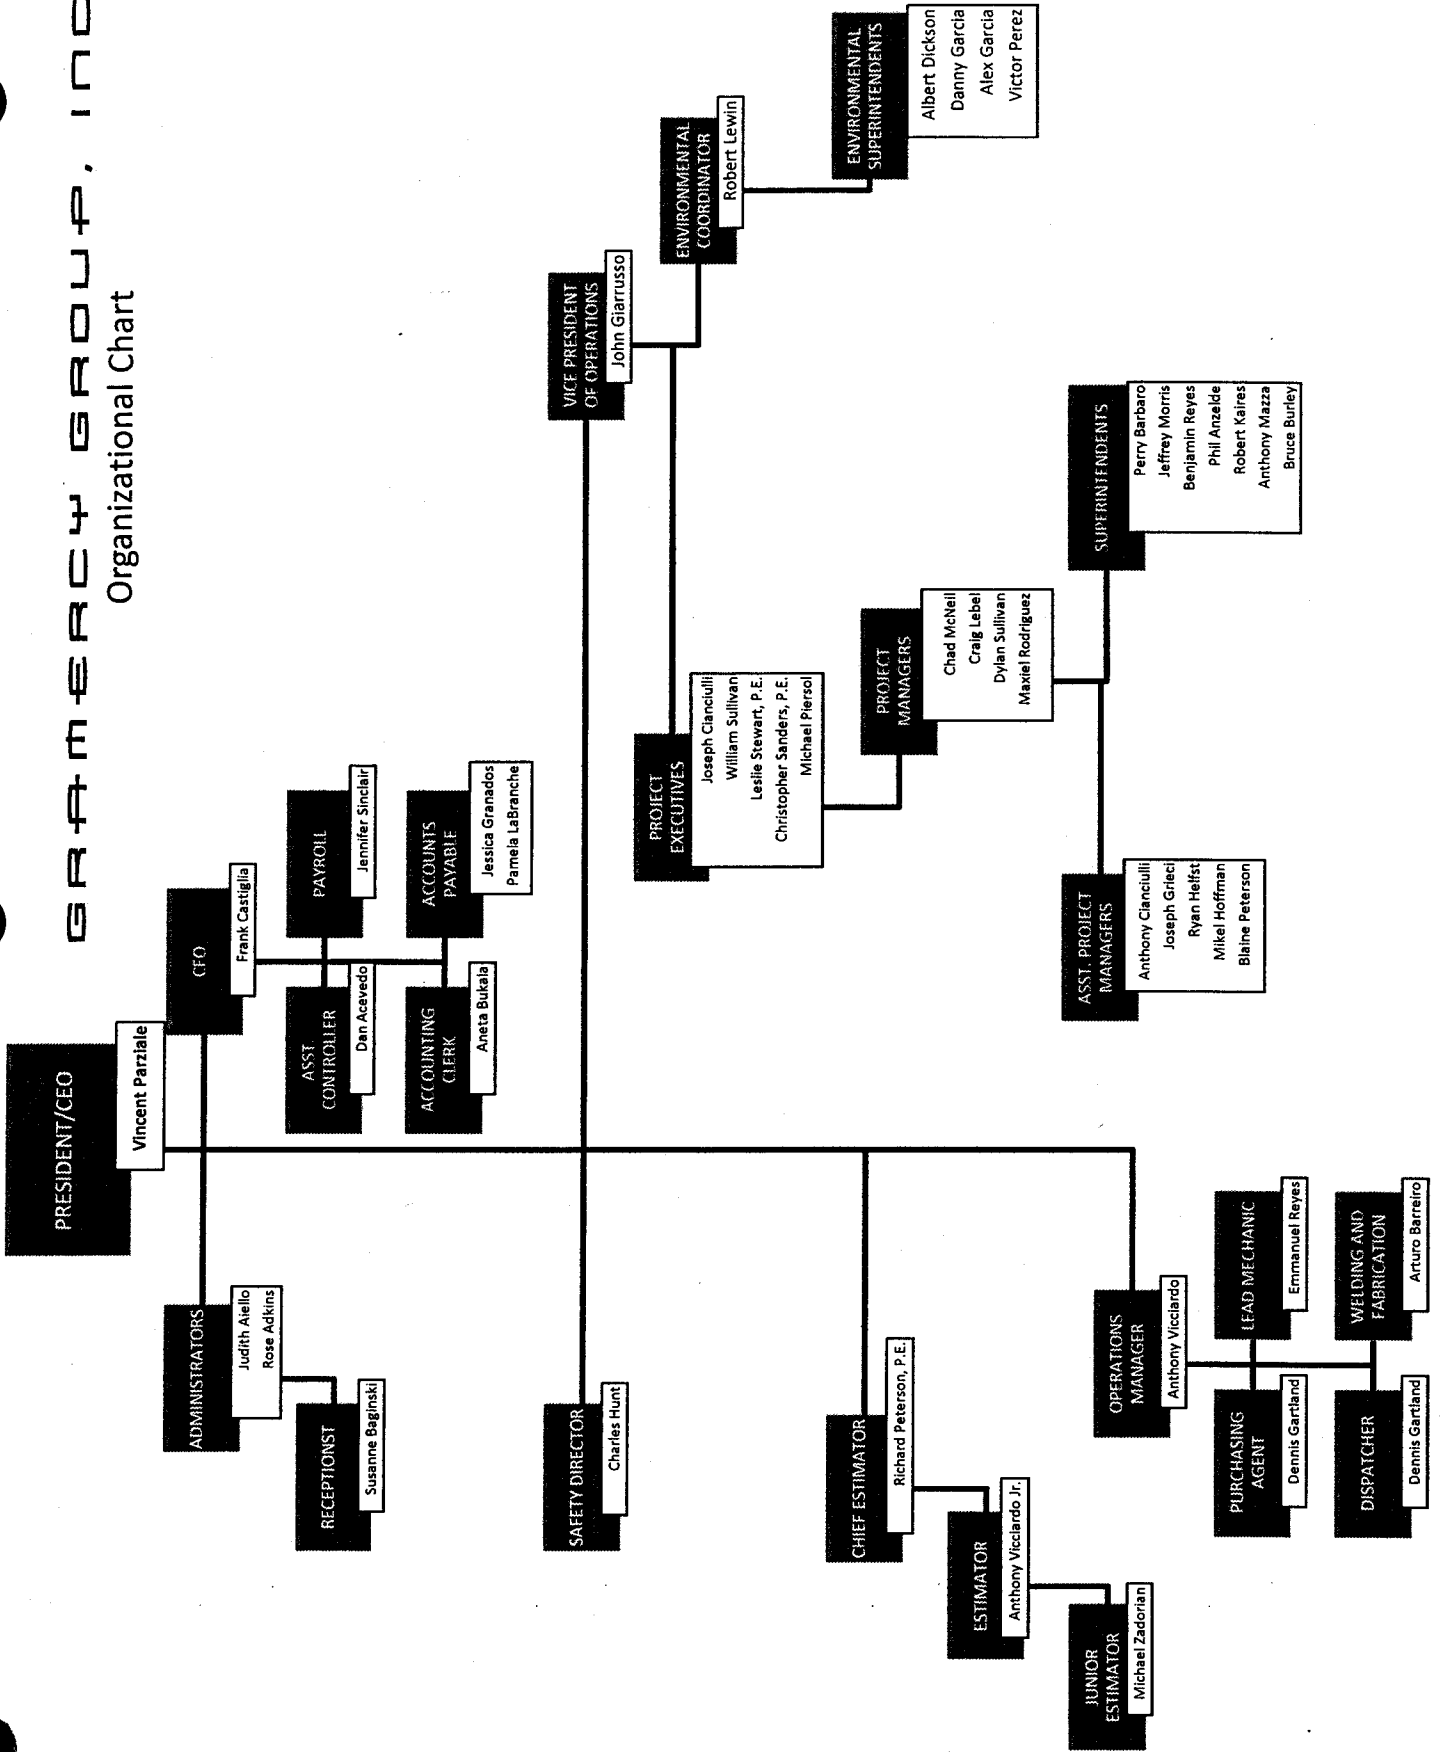 GRAMERCY GROUP, INC
Organizational Chart
PRESIDENT/CEO
Vincent Parziale
ADMINISTRATORS
Judith Aiello
Rose Adkins
RECEPTIONST
Susanne Baginski
CFO
Frank Castiglia
ASST.
CONTROLLER
Dan Acevedo
PAYROLL
Jennifer Sinclair
ACCOUNTING
CLERK
Aneta Bukala
ACCOUNTS
PAYABLE
Jessica Granados
Pamela LaBranche
SAFETY DIRECTOR
Charles Hunt
VICE PRESIDENT
OF OPERATIONS
John Giarrusso
PROJECT
EXECUTIVES
Joseph Cianciulli
William Sullivan
Leslie Stewart, P.E.
Christopher Sanders, P.E.
Michael Piersol
ENVIRONMENTAL
COORDINATOR
Robert Lewin
ENVIRONMENTAL
SUPERINTENDENTS
Albert Dickson
Danny Garcia
Alex Garcia
Victor Perez
PROJECT
MANAGERS
Chad McNeil
Craig Lebel
Dylan Sullivan
Maxiel Rodriguez
ASST. PROJECT
MANAGERS
Anthony Cianciulli
Joseph Grieci
Ryan Helfst
Mikel Hoffman
Blaine Peterson
SUPERINTENDENTS
Perry Barbaro
Jeffrey Morris
Benjamin Reyes
Phil Anzelde
Robert Kaires
Anthony Mazza
Bruce Burley
CHIEF ESTIMATOR
Richard Peterson, P.E.
ESTIMATOR
Anthony Vicciardo Jr.
JUNIOR
ESTIMATOR
Michael Zadorian
OPERATIONS
MANAGER
Anthony Vicciardo
PURCHASING
AGENT
Dennis Gartland
LEAD MECHANIC
Emmanuel Reyes
DISPATCHER
Dennis Gartland
WELDING AND
FABRICATION
Arturo Barreiro